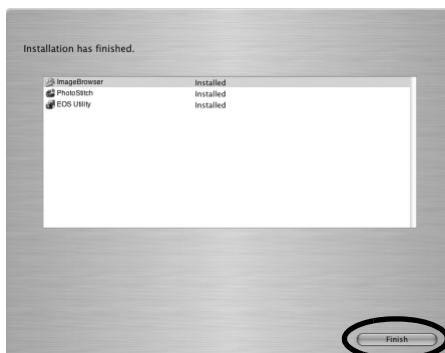 Installation has finished.
ImageBrowser Installed
PhotoStitch Installed
EOS Utility Installed
Finish